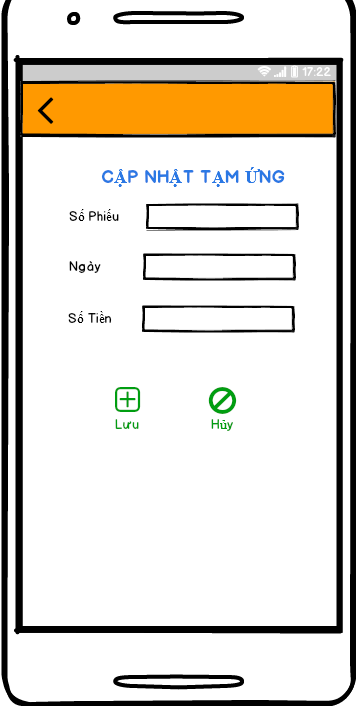 17:22
CẬP NHẬT TẠM ỨNG
Số Phiếu
Ngày
Số Tiền
Lưu
Hủy